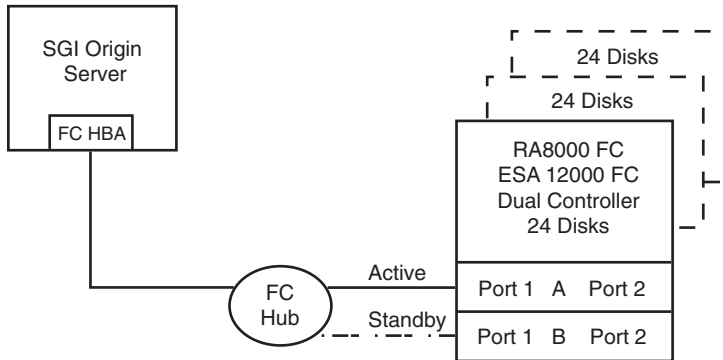 SGI Origin
Server
FC HBA
24 Disks
24 Disks
RA8000 FC
ESA 12000 FC
Dual Controller
24 Disks
Active
FC
Hub
Standby
Port 1 A Port 2
Port 1 B Port 2